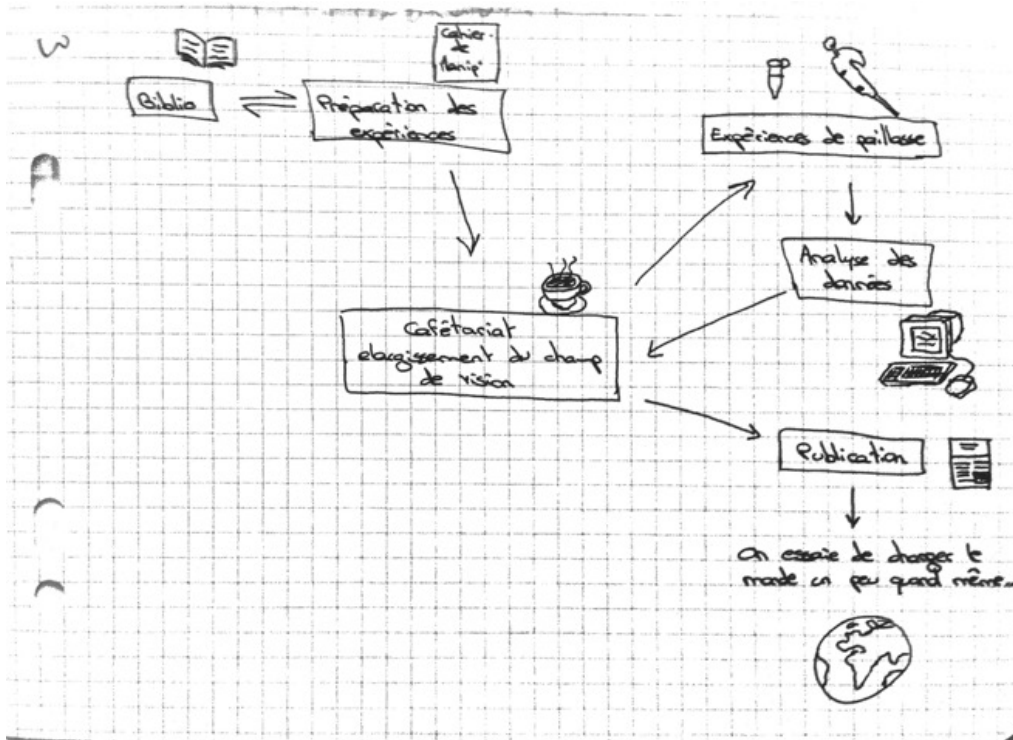 Cahier
de
Manip'
Biblio
Préparation des
expériences
Expériences de paillasse
Analyse des
données
Cafétariat
elargissement du champ
de vision
Publication
On essaie de changer le
monde un peu quand même...